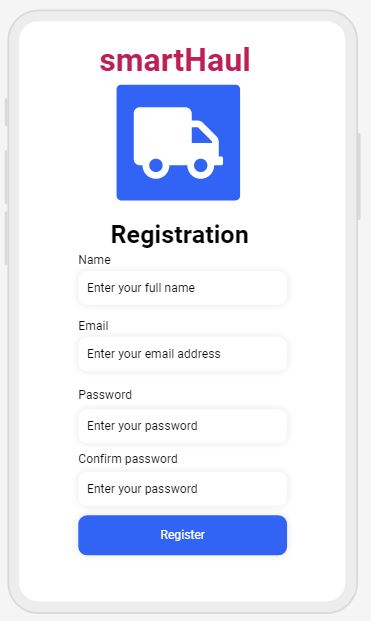 smartHaul
Registration
Name
Enter your full name
Email
Enter your email address
Password
Enter your password
Confirm password
Enter your password
Register